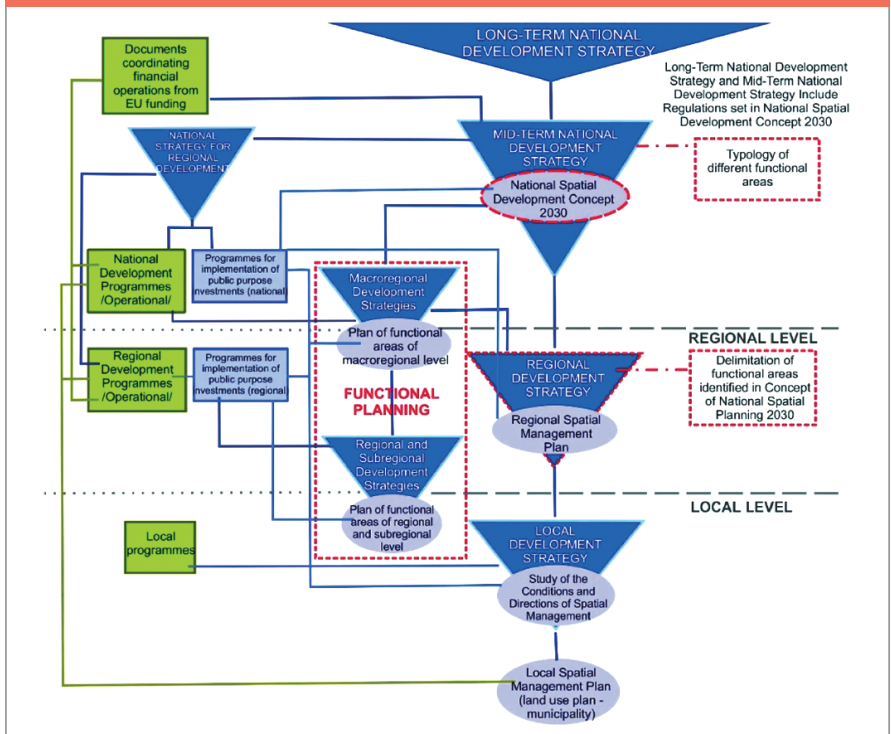 LONG-TERM NATIONAL
DEVELOPMENT STRATEGY
Documents
coordinating
financial
operations from
EU funding
Long-Term National Development
Strategy and Mid-Term National
Development Strategy Include
Regulations set in National Spatial
Development Concept 2030
NATIONAL
STRATEGY FOR
REGIONAL
DEVELOPMENT
MID-TERM NATIONAL
DEVELOPMENT
STRATEGY
Typology of
different functional
areas
National Spatial
Development Concept
2030
National
Development
Programmes
/Operational/
Programmes for
implementation of
public purpose
investments (national)
Macroregional
Development
Strategies
Plan of functional
areas of
macroregional level
REGIONAL LEVEL
Regional
Development
Programmes
/Operational/
Programmes for
implementation of
public purpose
investments (regional)
FUNCTIONAL
PLANNING
REGIONAL
DEVELOPMENT
STRATEGY
Delimitation of
functional areas
identified in Concept
of National Spatial
Planning 2030
Regional Spatial
Management
Plan
Regional and
Subregional
Development
Strategies
Plan of functional
areas of regional
and subregional
level
LOCAL LEVEL
Local
programmes
LOCAL
DEVELOPMENT
STRATEGY
Study of the
Conditions and
Directions of Spatial
Management
Local Spatial
Management Plan
(land use plan -
municipality)